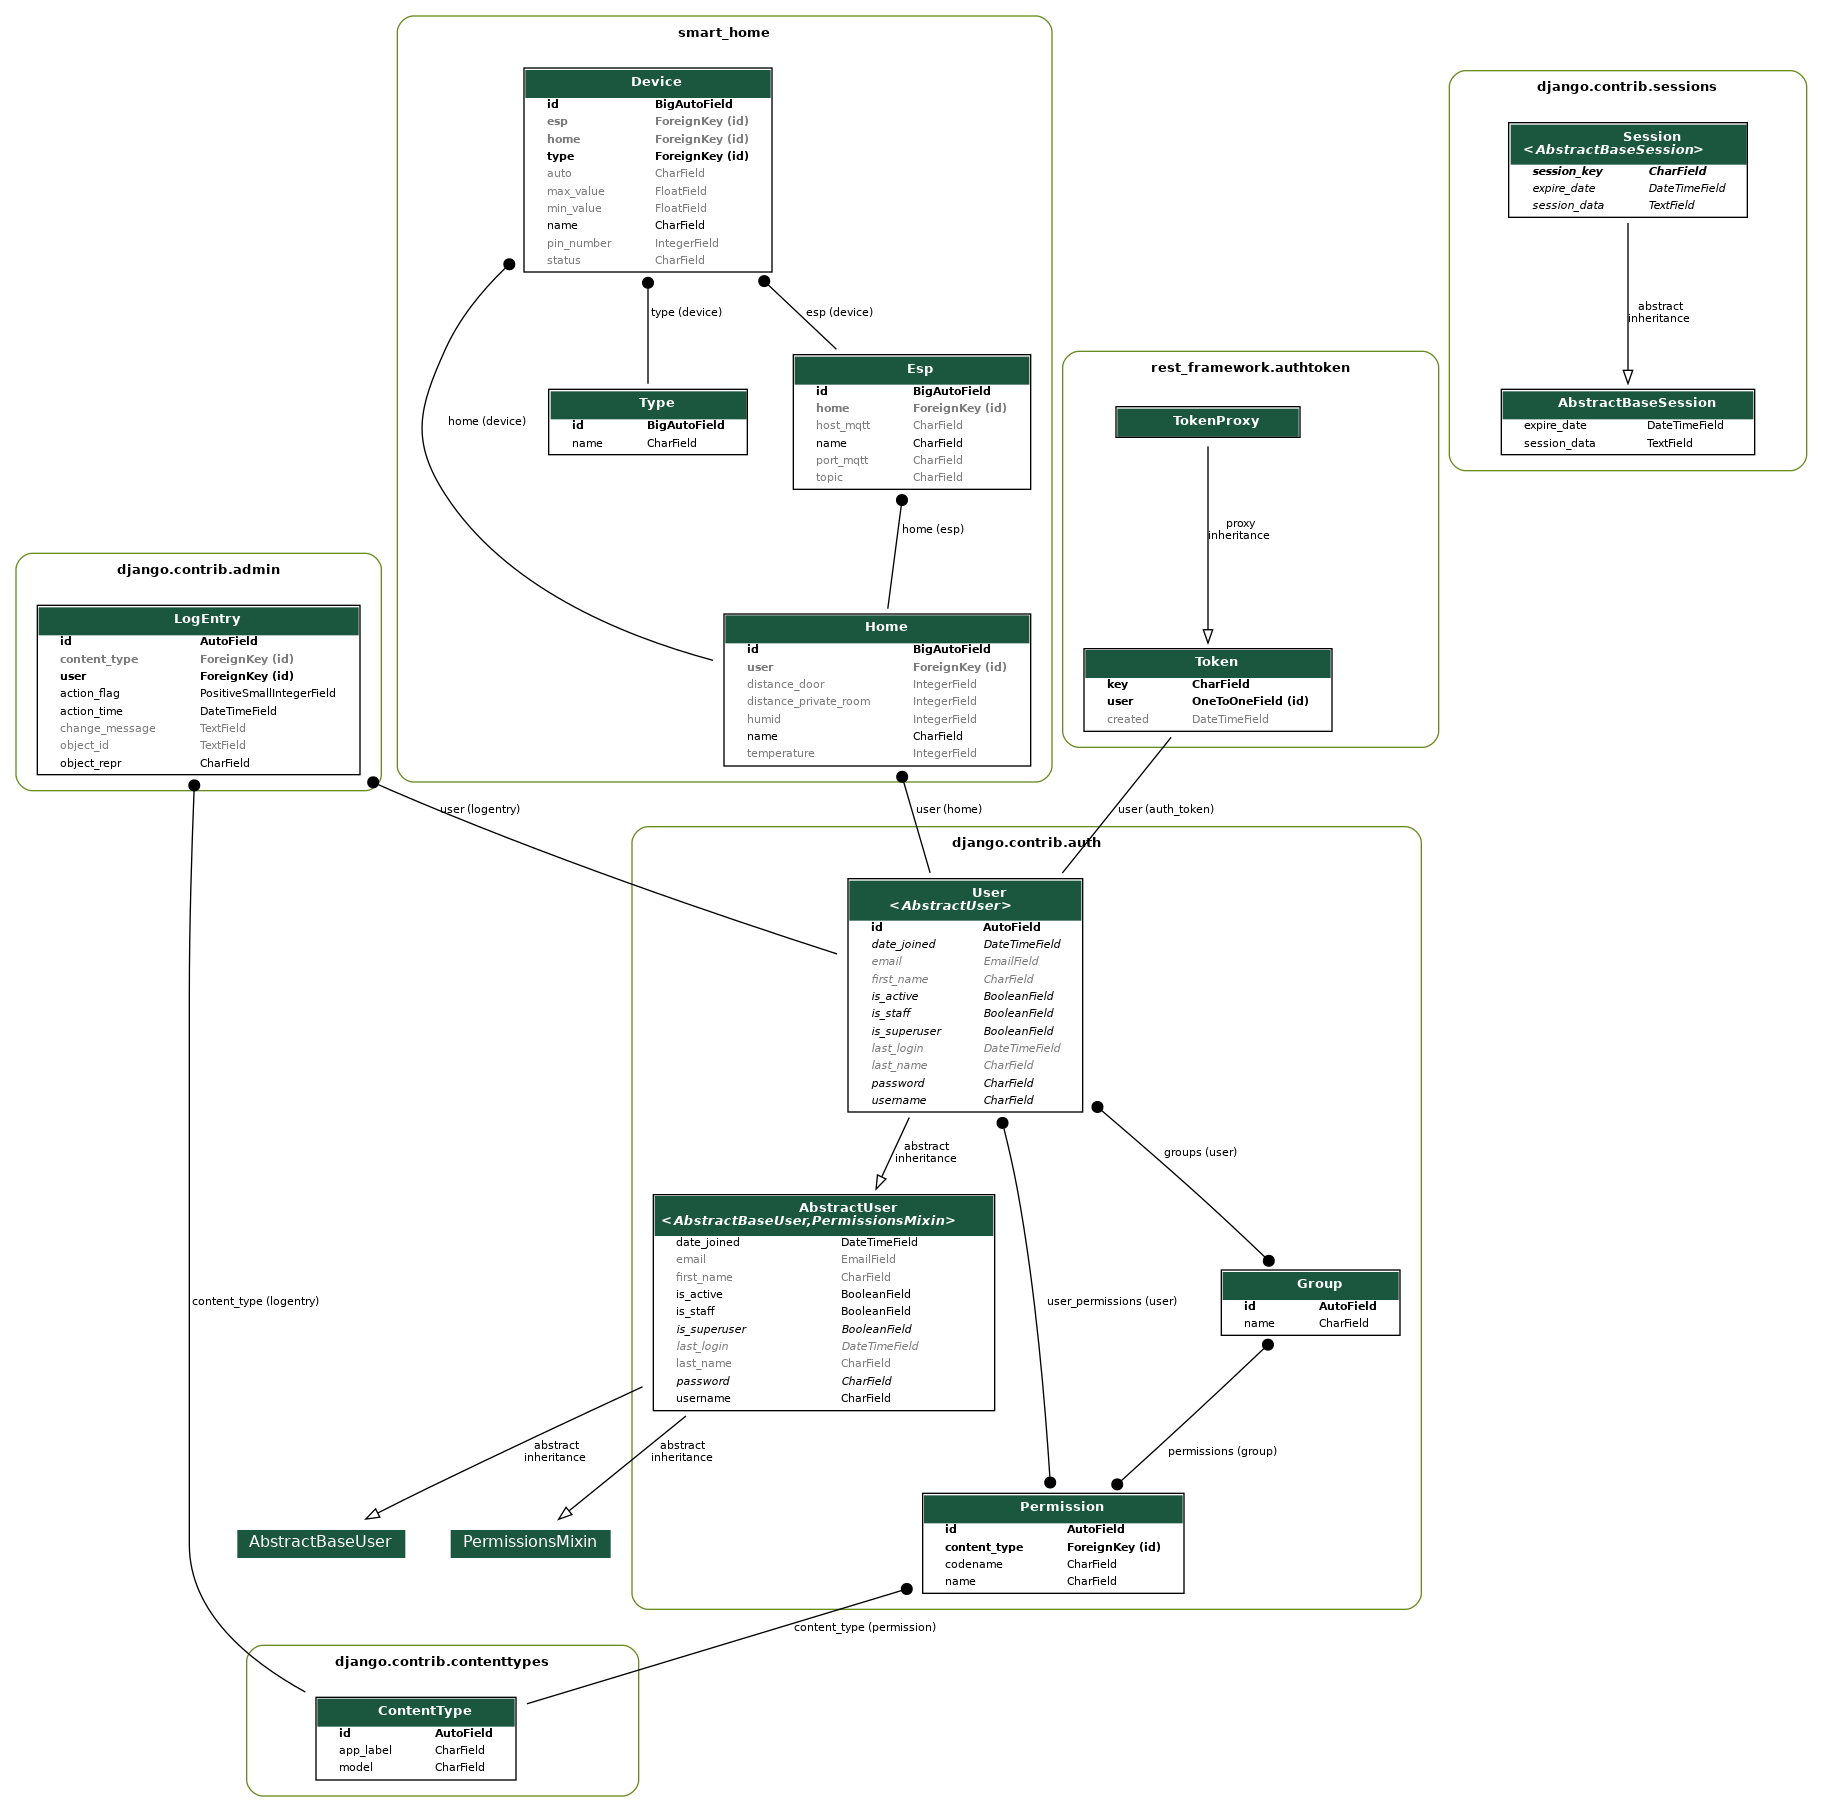 smart_home
Device
id BigAutoField
esp ForeignKey (id)
home ForeignKey (id)
type ForeignKey (id)
auto CharField
max_value FloatField
min_value FloatField
name CharField
pin_number IntegerField
status CharField
type (device)
esp (device)
home (device)
Type
id BigAutoField
name CharField
Esp
id BigAutoField
home ForeignKey (id)
host_mqtt CharField
name CharField
port_mqtt CharField
topic CharField
home (esp)
Home
id BigAutoField
user ForeignKey (id)
distance_door IntegerField
distance_private_room IntegerField
humid IntegerField
name CharField
temperature IntegerField
django.contrib.sessions
Session
<AbstractBaseSession>
session_key CharField
expire_date DateTimeField
session_data TextField
abstract
inheritance
AbstractBaseSession
expire_date DateTimeField
session_data TextField
rest_framework.authtoken
TokenProxy
proxy
inheritance
Token
key CharField
user OneToOneField (id)
created DateTimeField
django.contrib.admin
LogEntry
id AutoField
content_type ForeignKey (id)
user ForeignKey (id)
action_flag PositiveSmallIntegerField
action_time DateTimeField
change_message TextField
object_id TextField
object_repr CharField
user (logentry)
user (home)
user (auth_token)
django.contrib.auth
User
<AbstractUser>
id AutoField
date_joined DateTimeField
email EmailField
first_name CharField
is_active BooleanField
is_staff BooleanField
is_superuser BooleanField
last_login DateTimeField
last_name CharField
password CharField
username CharField
abstract
inheritance
groups (user)
AbstractUser
<AbstractBaseUser,PermissionsMixin>
date_joined DateTimeField
email EmailField
first_name CharField
is_active BooleanField
is_staff BooleanField
is_superuser BooleanField
last_login DateTimeField
last_name CharField
password CharField
username CharField
user_permissions (user)
Group
id AutoField
name CharField
content_type (logentry)
abstract
inheritance
abstract
inheritance
permissions (group)
AbstractBaseUser
PermissionsMixin
Permission
id AutoField
content_type ForeignKey (id)
codename CharField
name CharField
content_type (permission)
django.contrib.contenttypes
ContentType
id AutoField
app_label CharField
model CharField